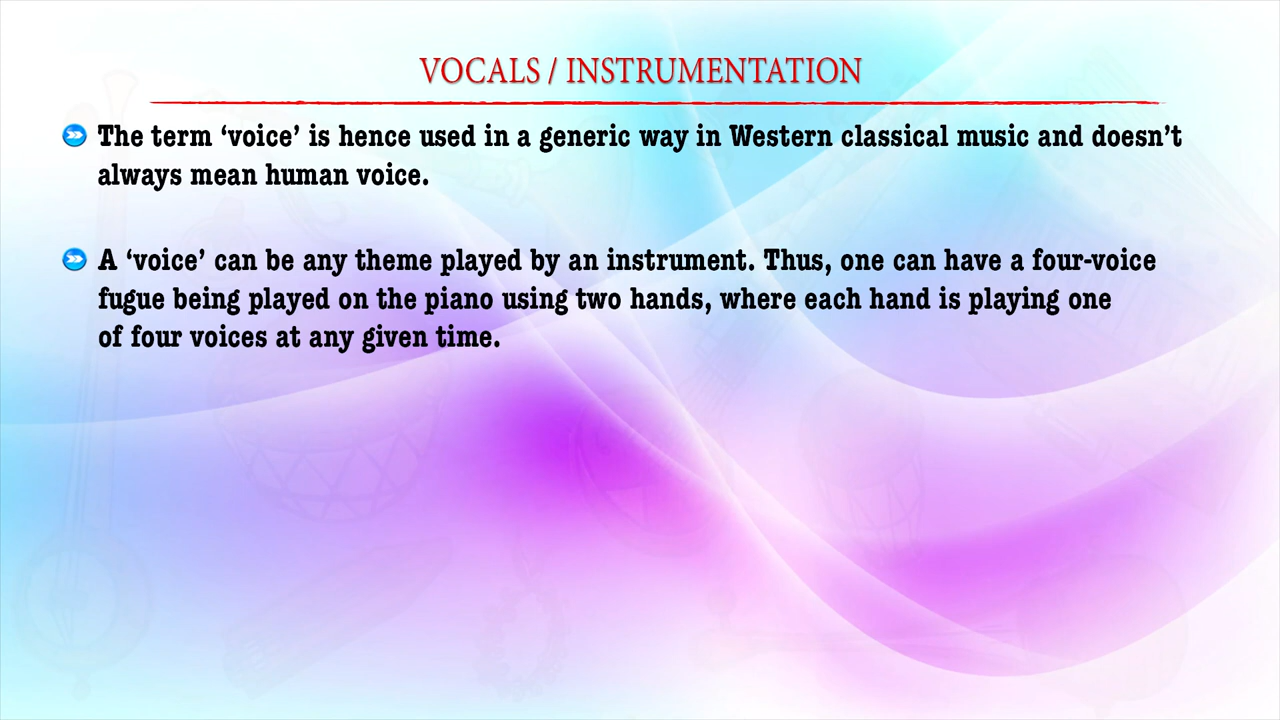 VOCALS / INSTRUMENTATION
The term ‘voice’ is hence used in a generic way in Western classical music and doesn’t
always mean human voice.
A ‘voice’ can be any theme played by an instrument. Thus, one can have a four-voice
fugue being played on the piano using two hands, where each hand is playing one
of four voices at any given time.